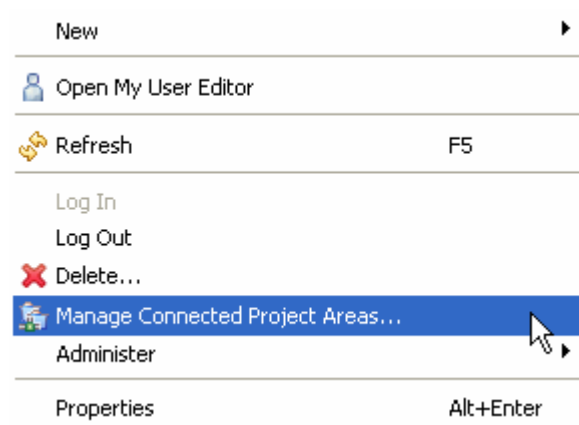 New
Open My User Editor
Refresh F5
Log In
Log Out
Delete...
Manage Connected Project Areas...
Administer
Properties Alt+Enter